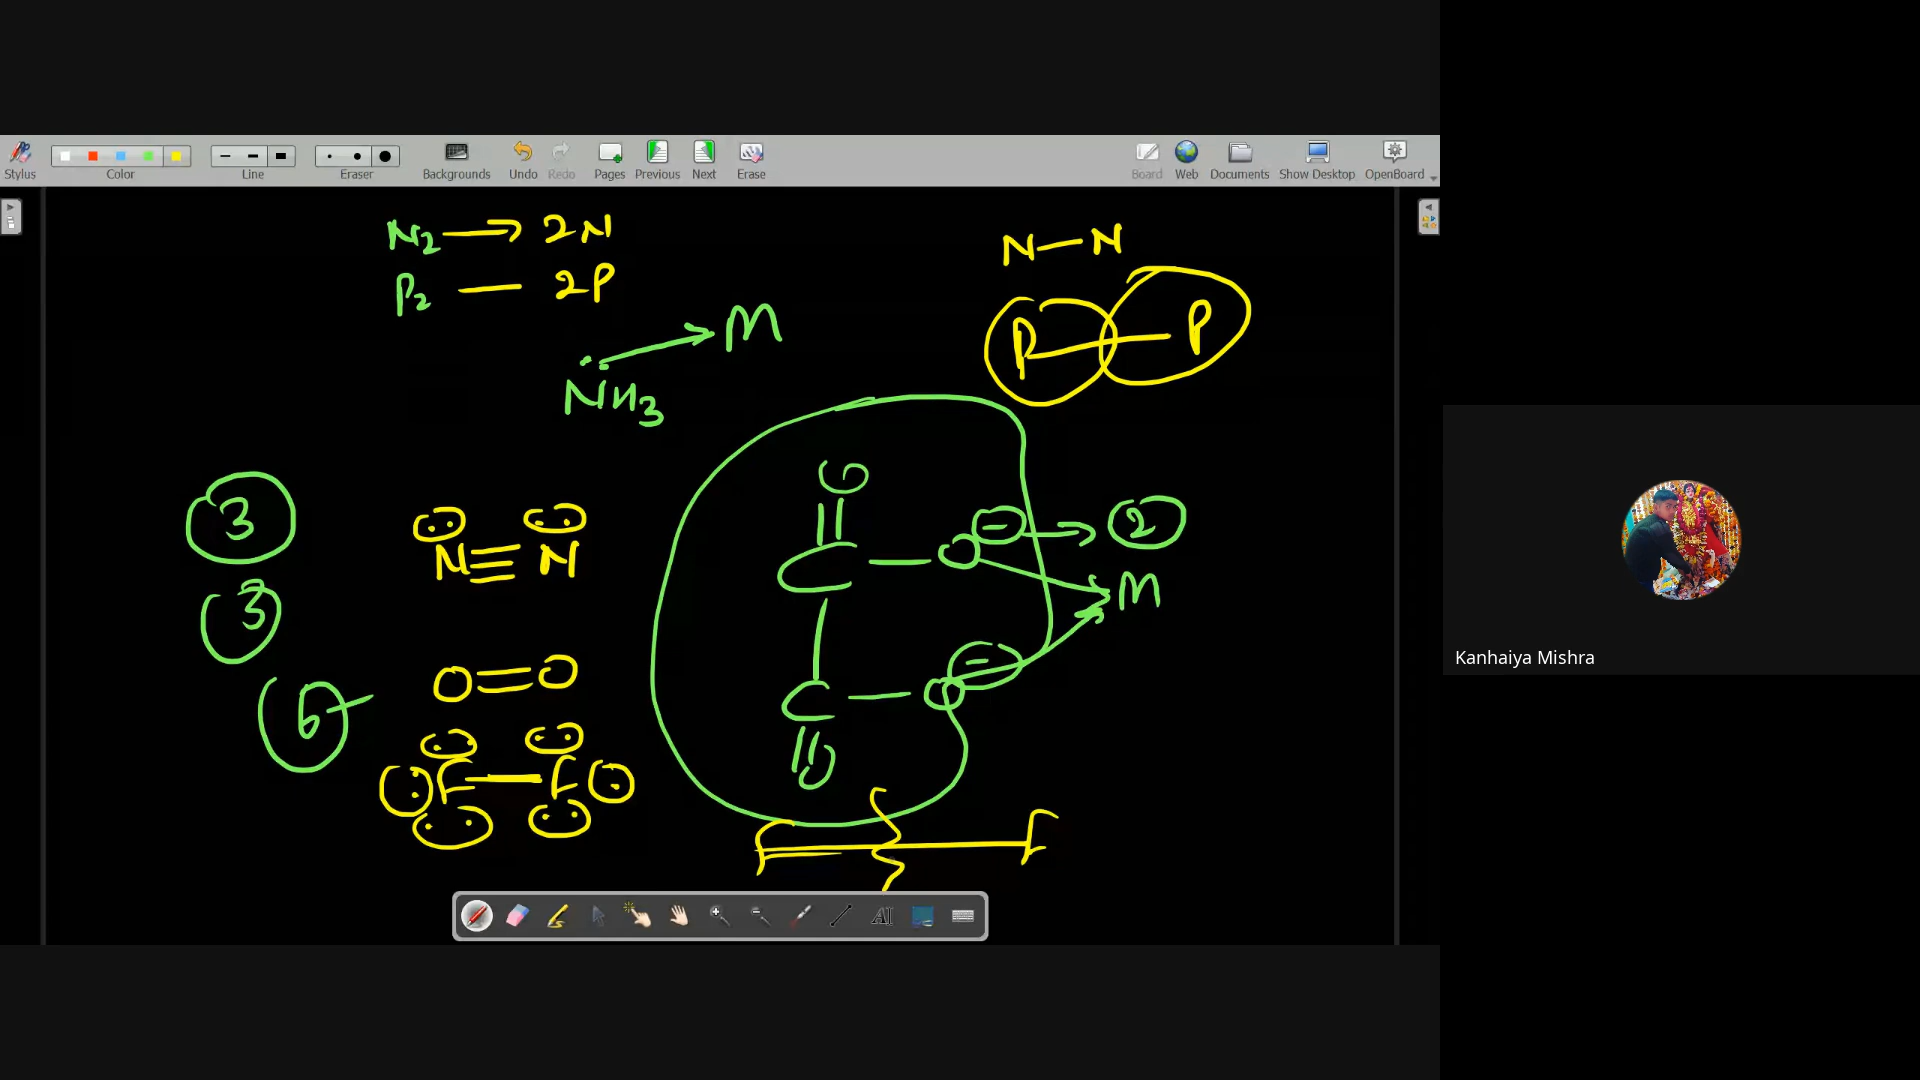 Stylus Color Line Eraser Backgrounds Undo Redo Pages Previous Next Erase Board Web Documents Show Desktop OpenBoard
N2 → 2N
P2 — 2P
N—N
P—P
M
NH3
O
3
N≡N
C — O
−
2
M
3
O=O
C — O
−
6
O
F—F
F
Kanhaiya Mishra